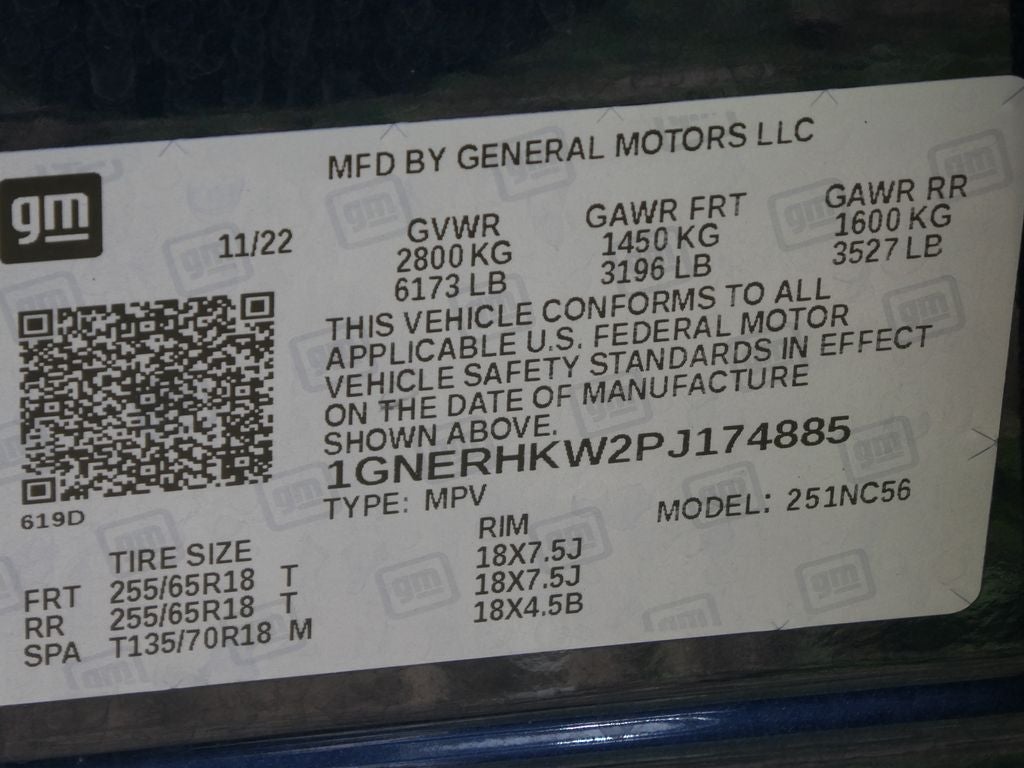 MFD BY GENERAL MOTORS LLC
gm
11/22
GVWR GAWR FRT GAWR RR
2800 KG 1450 KG 1600 KG
6173 LB 3196 LB 3527 LB
THIS VEHICLE CONFORMS TO ALL
APPLICABLE U.S. FEDERAL MOTOR
VEHICLE SAFETY STANDARDS IN EFFECT
ON THE DATE OF MANUFACTURE
SHOWN ABOVE.
1GNERHKW2PJ174885
TYPE: MPV MODEL: 251NC56
619D
TIRE SIZE RIM
FRT 255/65R18 T 18X7.5J
RR 255/65R18 T 18X7.5J
SPA T135/70R18 M 18X4.5B